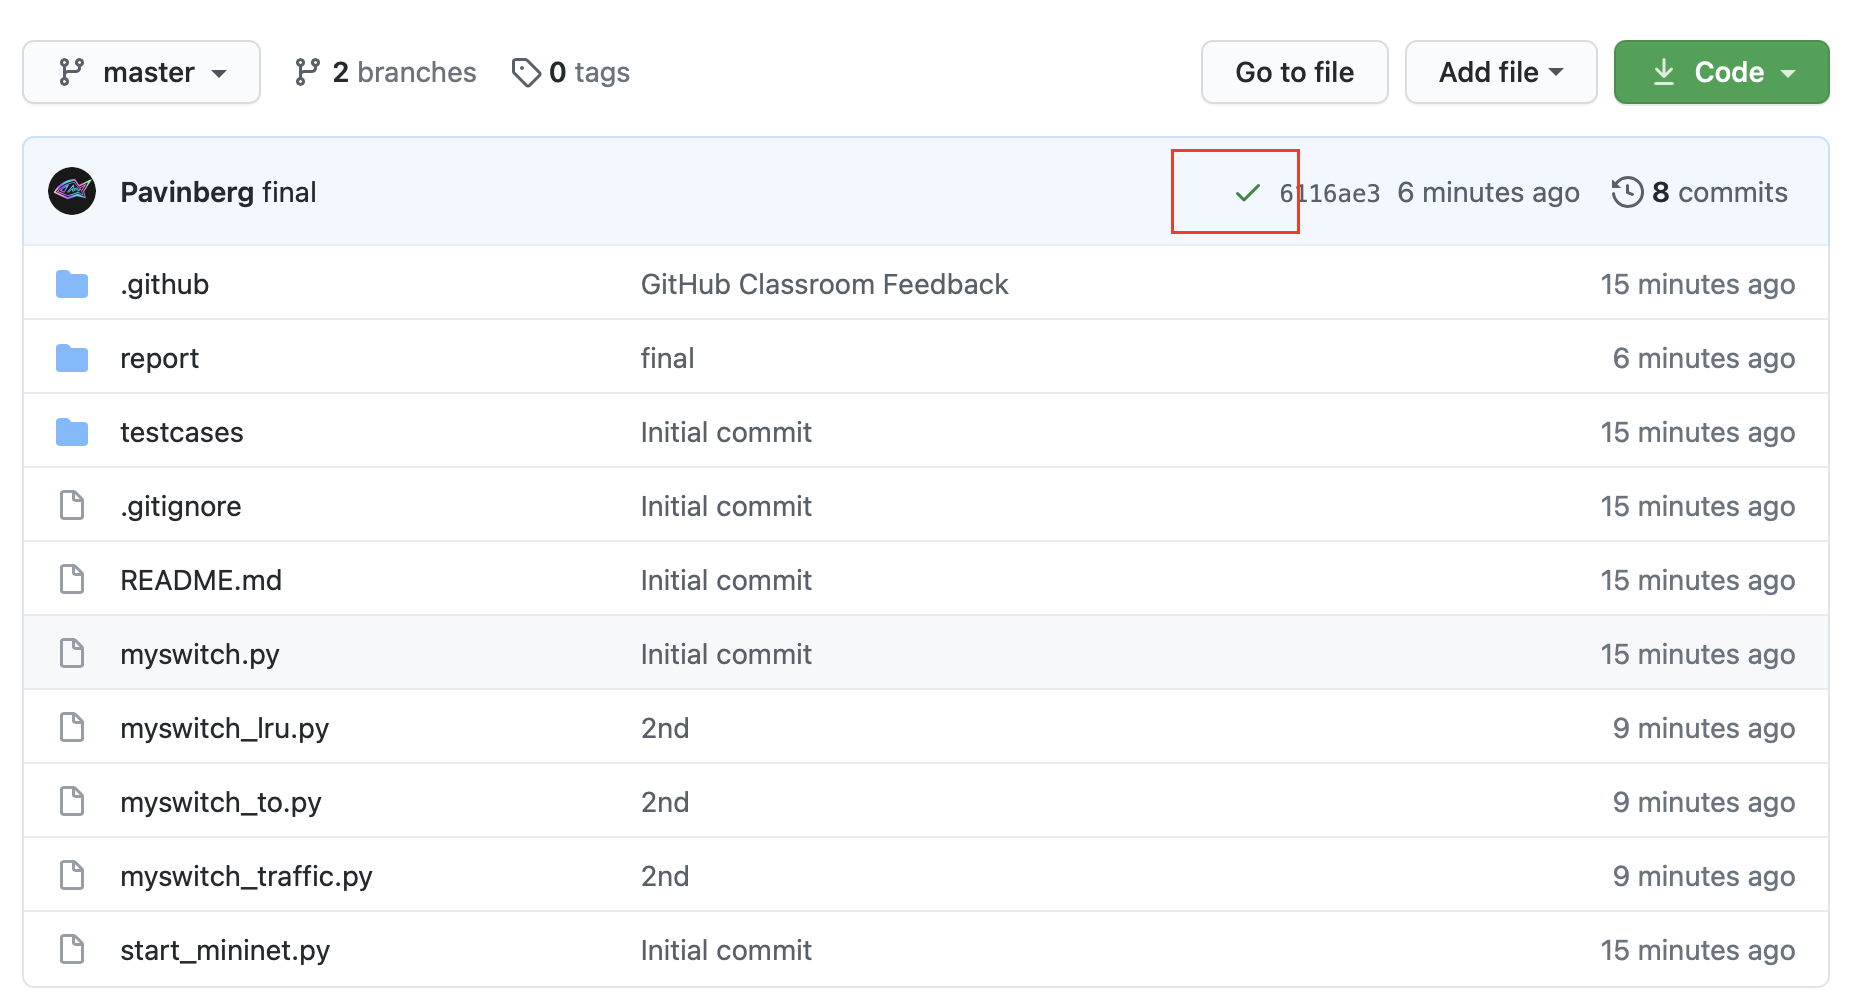 master 2 branches 0 tags Go to file Add file Code
Pavinberg final 6116ae3 6 minutes ago 8 commits
.github GitHub Classroom Feedback 15 minutes ago
report final 6 minutes ago
testcases Initial commit 15 minutes ago
.gitignore Initial commit 15 minutes ago
README.md Initial commit 15 minutes ago
myswitch.py Initial commit 15 minutes ago
myswitch_lru.py 2nd 9 minutes ago
myswitch_to.py 2nd 9 minutes ago
myswitch_traffic.py 2nd 9 minutes ago
start_mininet.py Initial commit 15 minutes ago